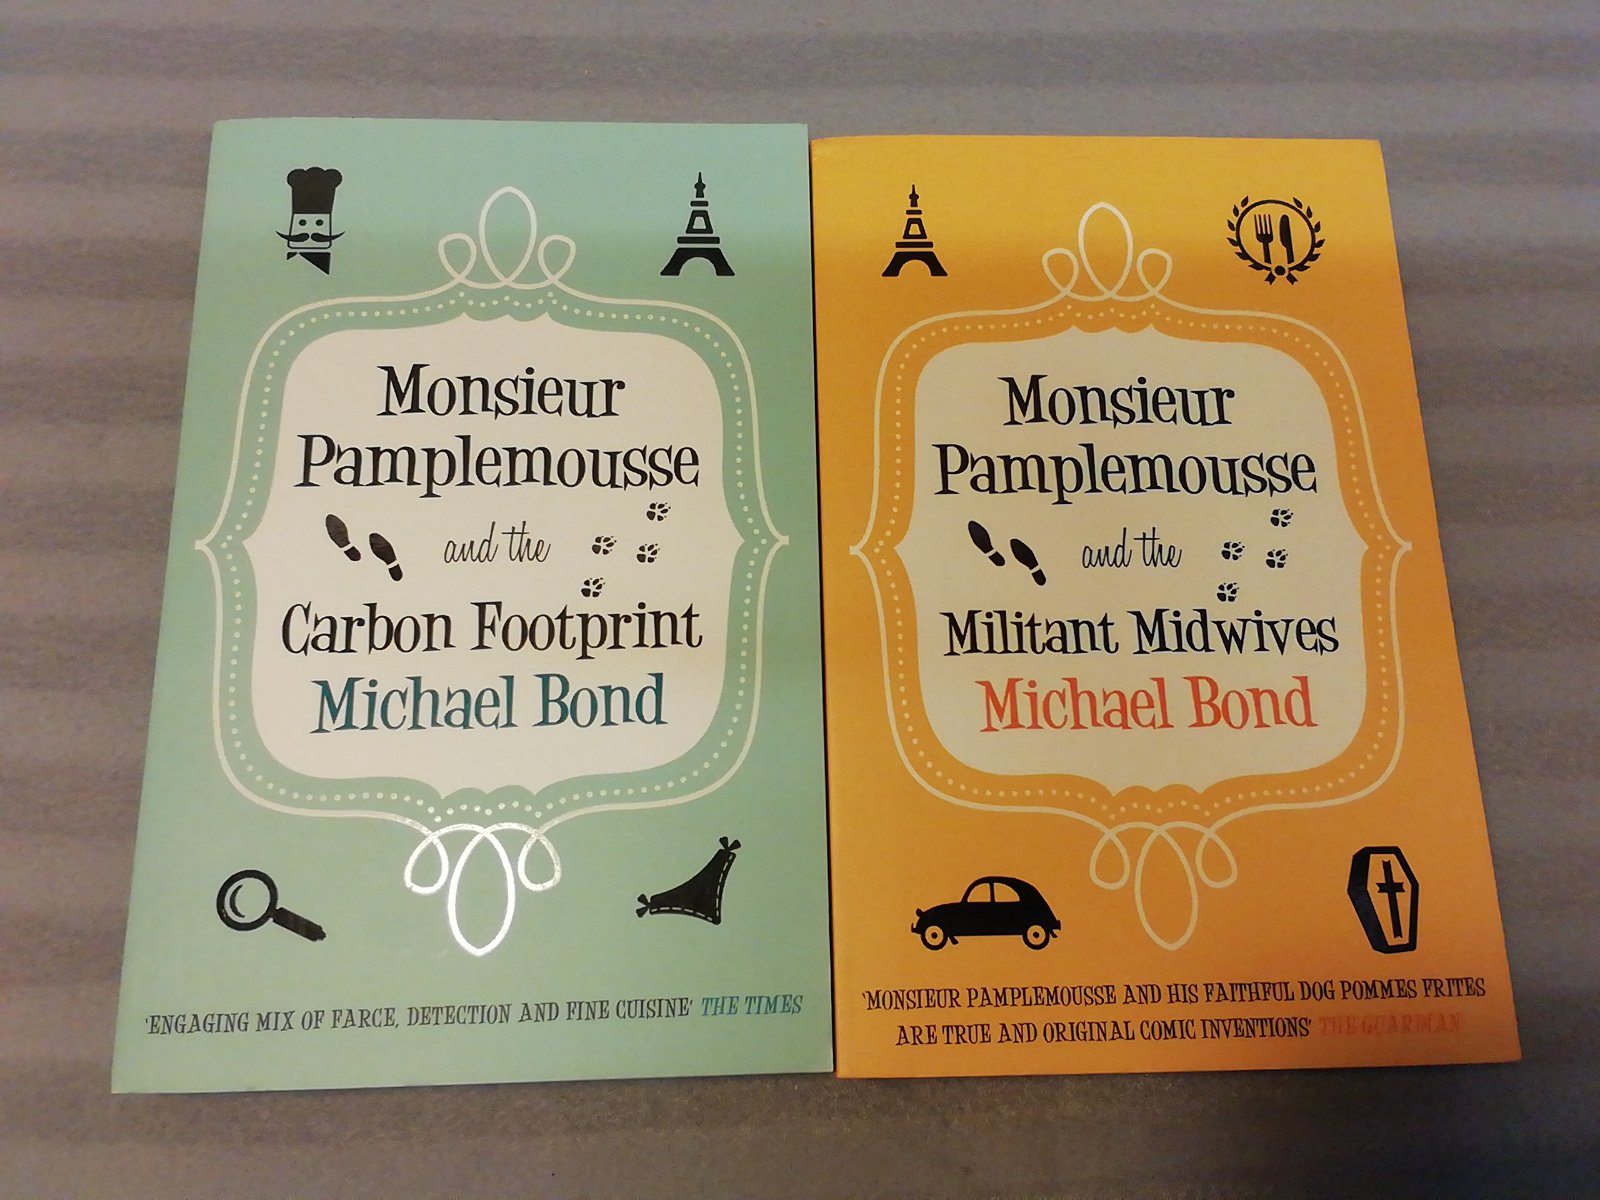 Monsieur
Pamplemousse
and the
Carbon Footprint
Michael Bond
'ENGAGING MIX OF FARCE, DETECTION AND FINE CUISINE' THE TIMES
Monsieur
Pamplemousse
and the
Militant Midwives
Michael Bond
'MONSIEUR PAMPLEMOUSSE AND HIS FAITHFUL DOG POMMES FRITES
ARE TRUE AND ORIGINAL COMIC INVENTIONS' THE GUARDIAN